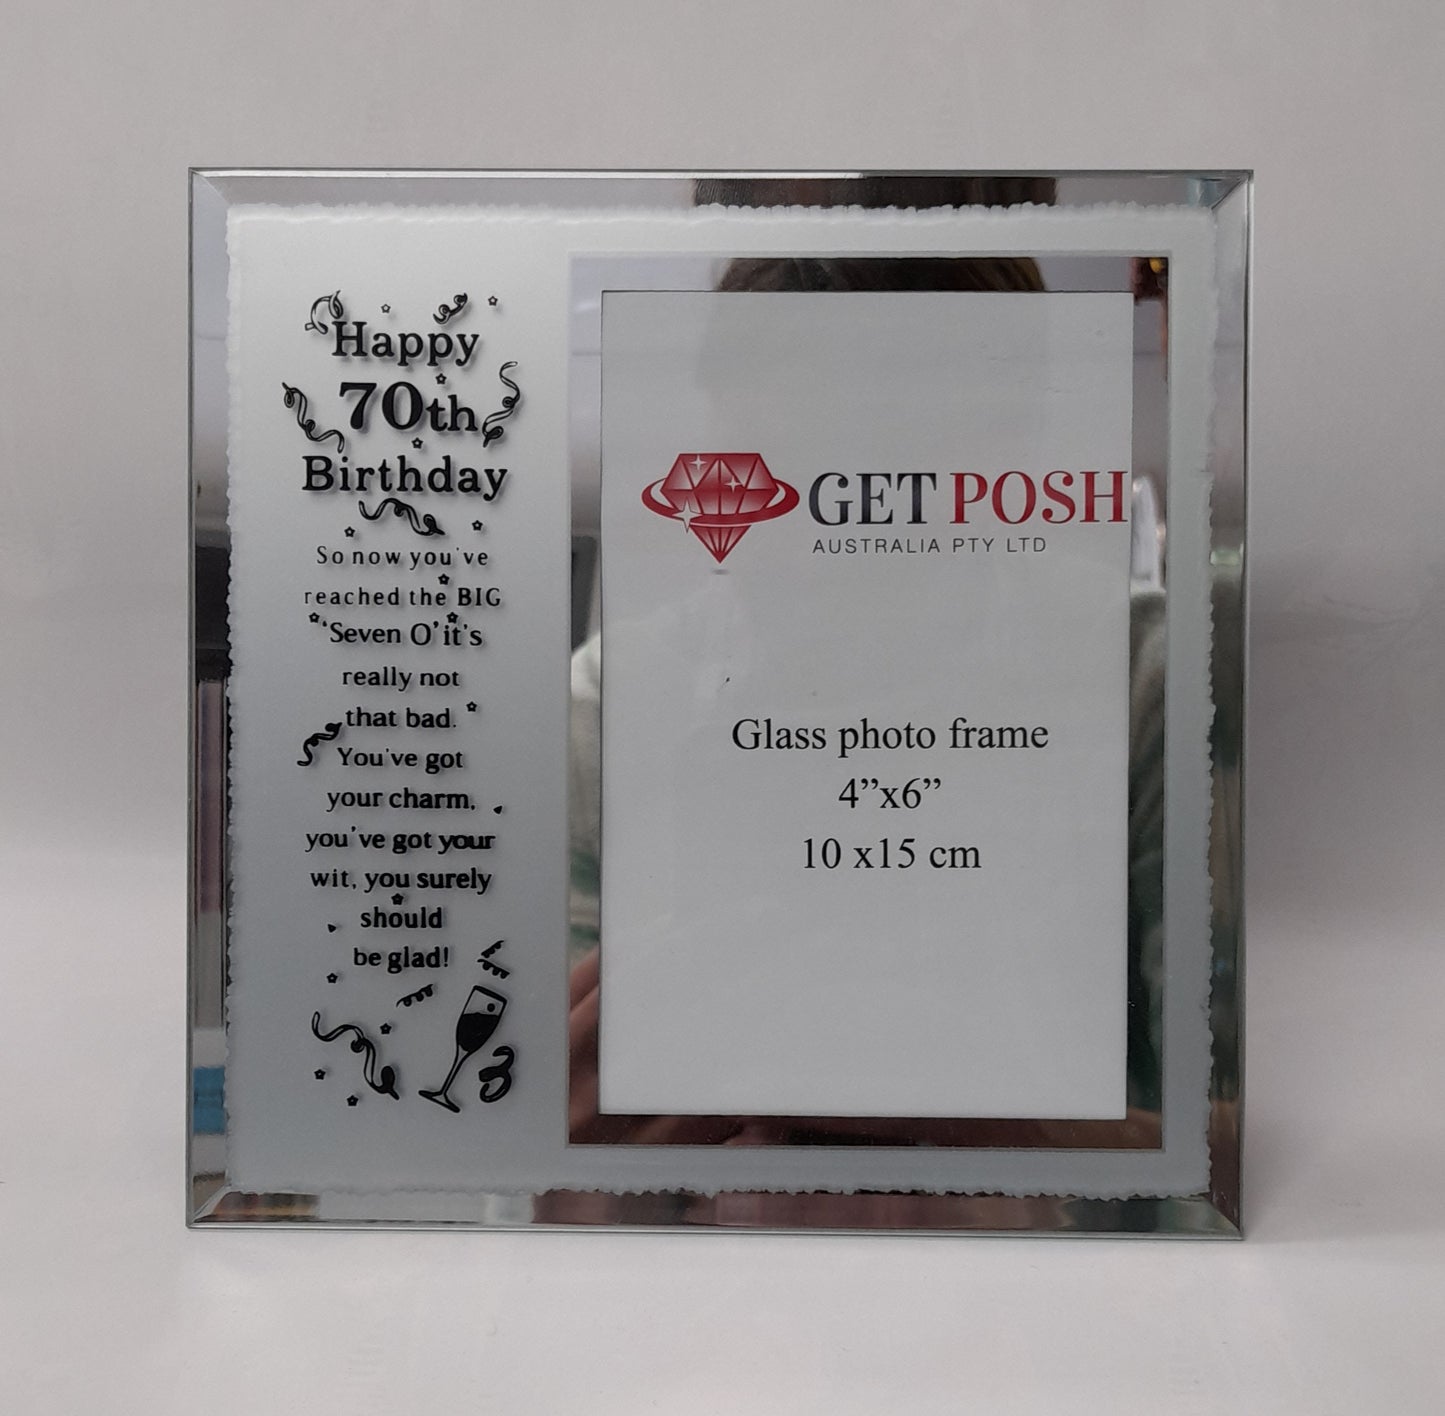 Happy
70th
Birthday
So now you've
reached the BIG
'Seven O' it's
really not
that bad.
You've got
your charm,
you've got your
wit, you surely
should
be glad!
GET POSH
AUSTRALIA PTY LTD
Glass photo frame
4”x6”
10 x15 cm